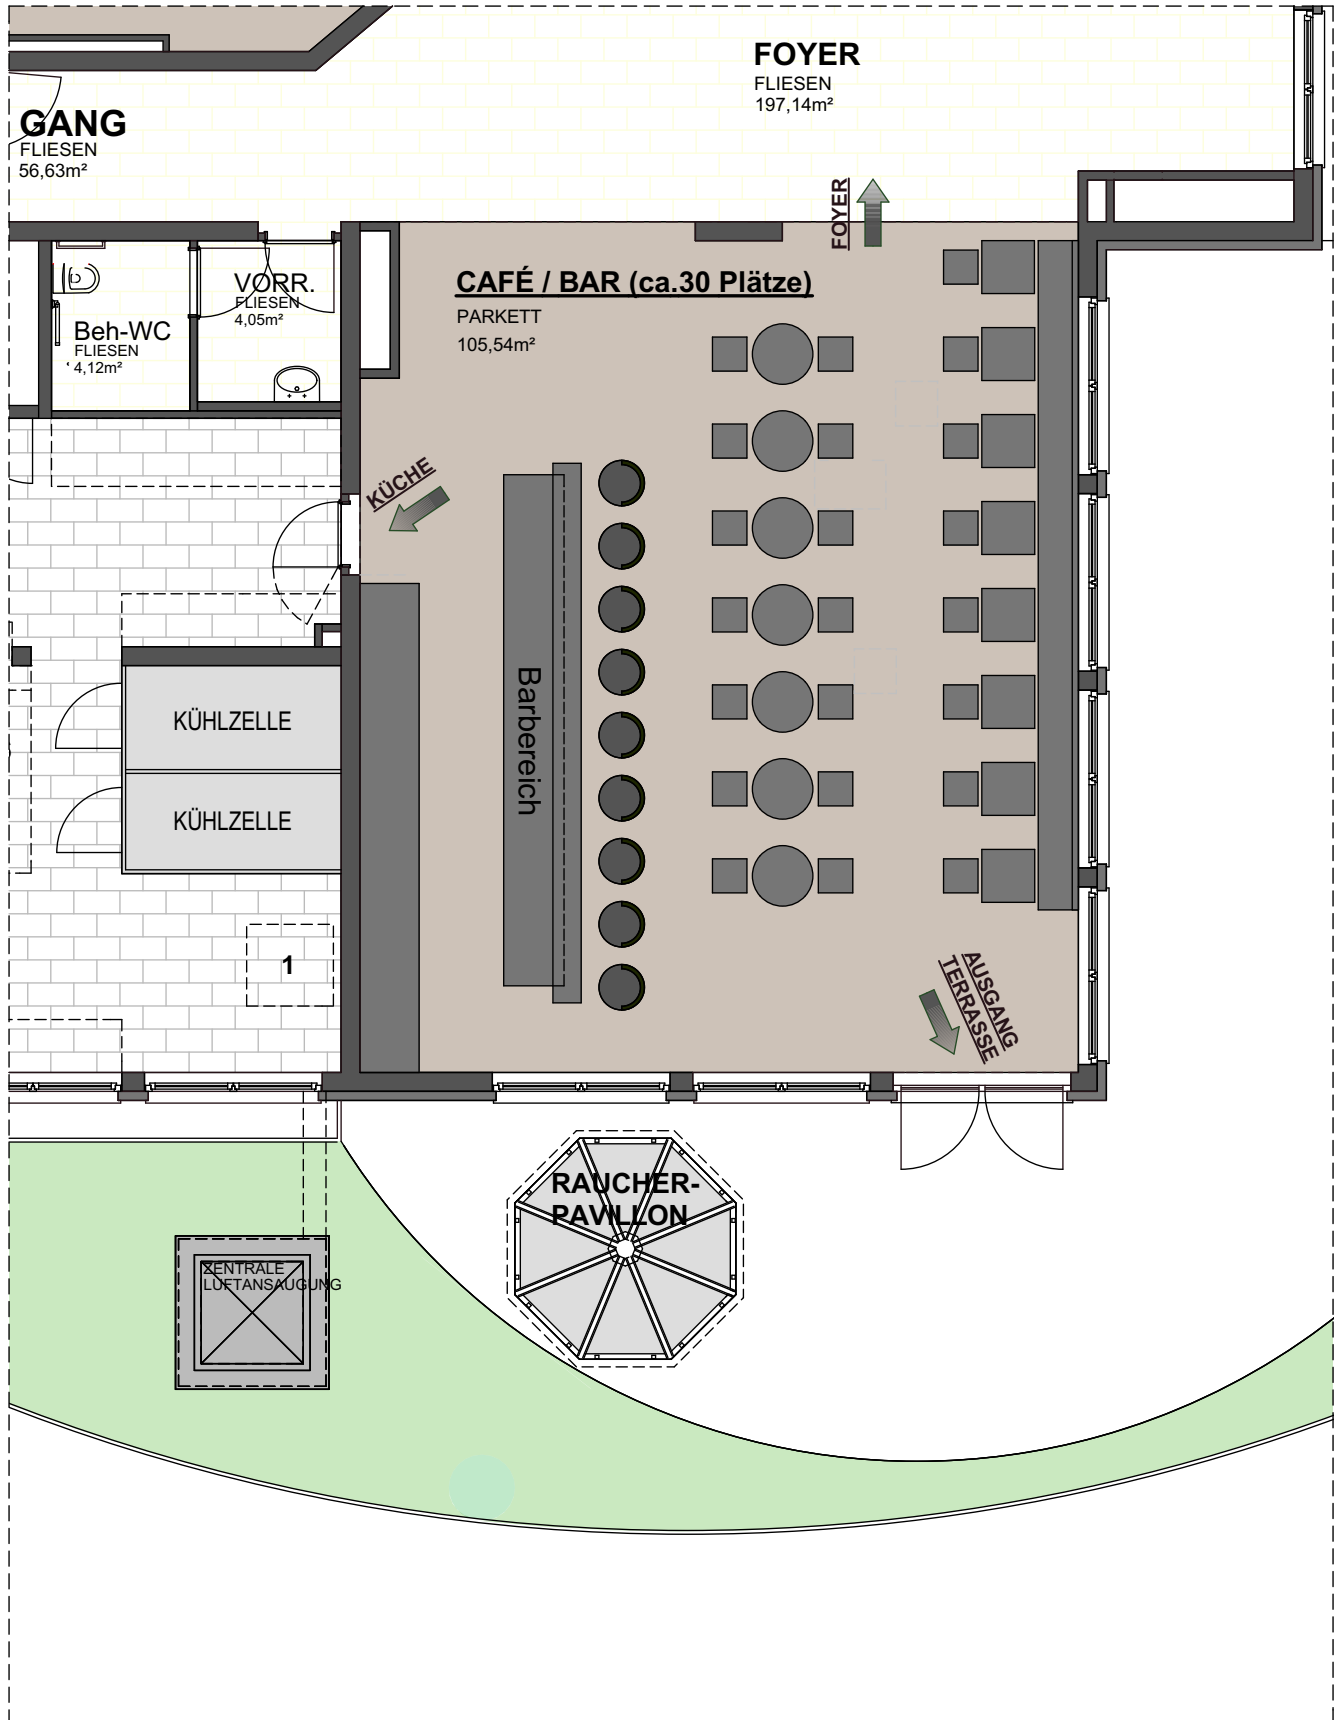 FOYER
FLIESEN
197,14m²
GANG
FLIESEN
56,63m²
FOYER
CAFÉ / BAR (ca.30 Plätze)
PARKETT
105,54m²
VORR.
FLIESEN
4,05m²
Beh-WC
FLIESEN
4,12m²
KÜCHE
Barbereich
KÜHLZELLE
KÜHLZELLE
1
AUSGANG
TERRASSE
RAUCHER-
PAVILLON
ZENTRALE
LUFTANSAUGUNG